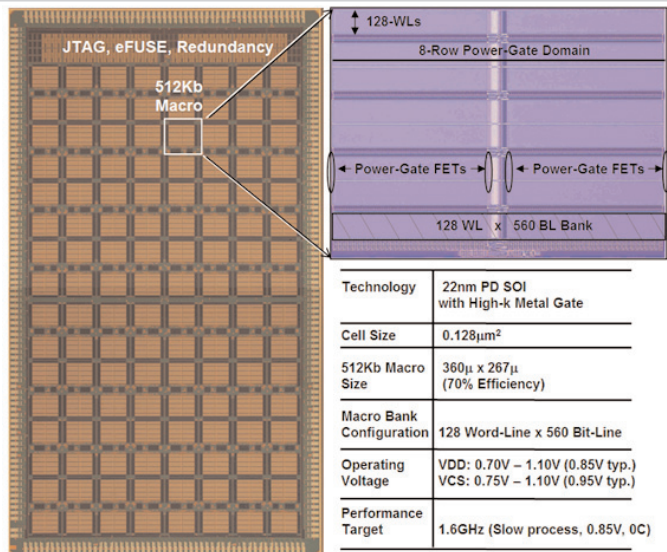 JTAG, eFUSE, Redundancy
512Kb
Macro
128-WLs
8-Row Power-Gate Domain
Power-Gate FETs
Power-Gate FETs
128 WL x 560 BL Bank
Technology
22nm PD SOI
with High-k Metal Gate
Cell Size
0.128µm²
512Kb Macro
Size
360µ x 267µ
(70% Efficiency)
Macro Bank
Configuration
128 Word-Line x 560 Bit-Line
Operating
Voltage
VDD: 0.70V – 1.10V (0.85V typ.)
VCS: 0.75V – 1.10V (0.95V typ.)
Performance
Target
1.6GHz (Slow process, 0.85V, 0C)